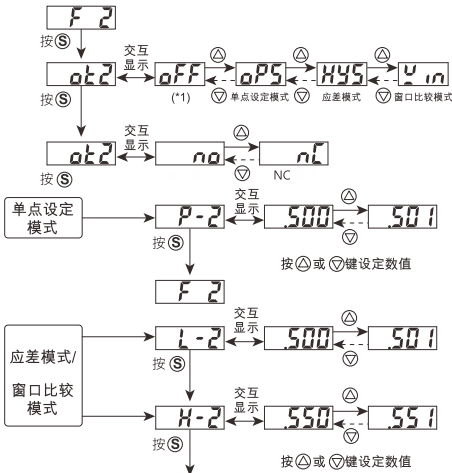 F 2
按Ⓢ
交互
显示
ot2 oFF oPS HYS Yin
按Ⓢ (*1) 单点设定模式 应差模式 窗口比较模式
交互
显示
ot2 no nC
按Ⓢ NC
单点设定
模式
交互
显示
P-2 .500 .501
按Ⓢ
按△或▽键设定数值
F 2
应差模式/
窗口比较
模式
交互
显示
L-2 .500 .501
按Ⓢ
交互
显示
H-2 .550 .551
按Ⓢ
按△或▽键设定数值